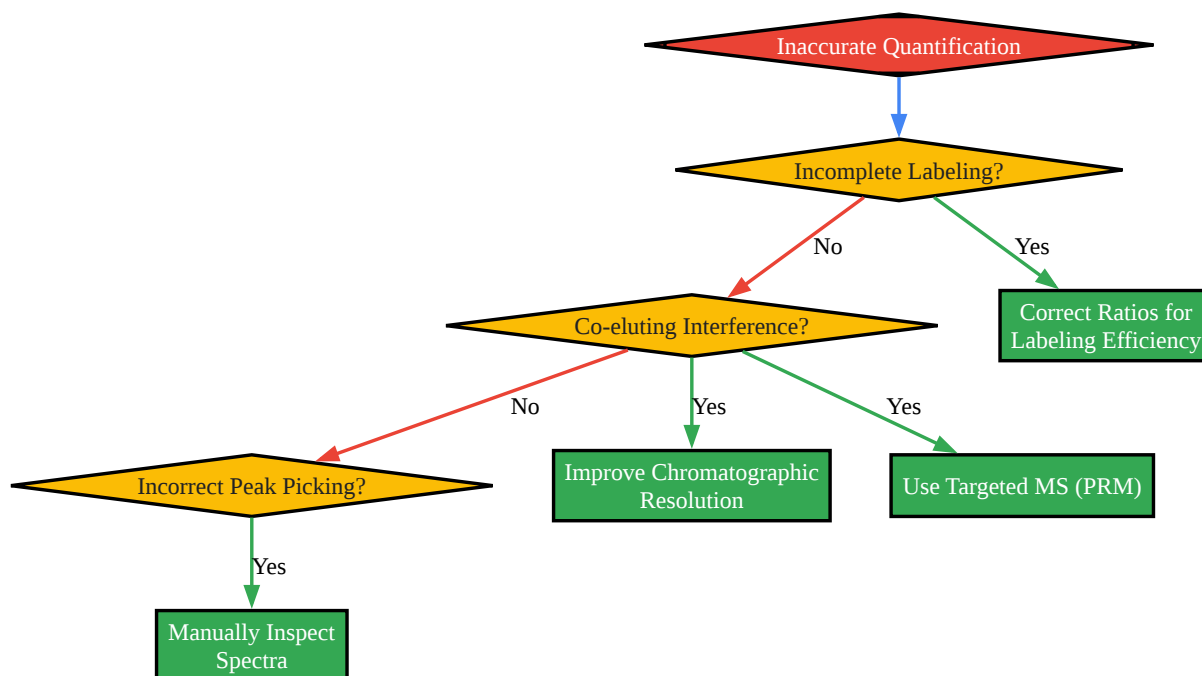 Inaccurate Quantification
Incomplete Labeling?
No
Yes
Correct Ratios for
Labeling Efficiency
Co-eluting Interference?
No
Yes
Yes
Improve Chromatographic
Resolution
Use Targeted MS (PRM)
Incorrect Peak Picking?
Yes
Manually Inspect
Spectra